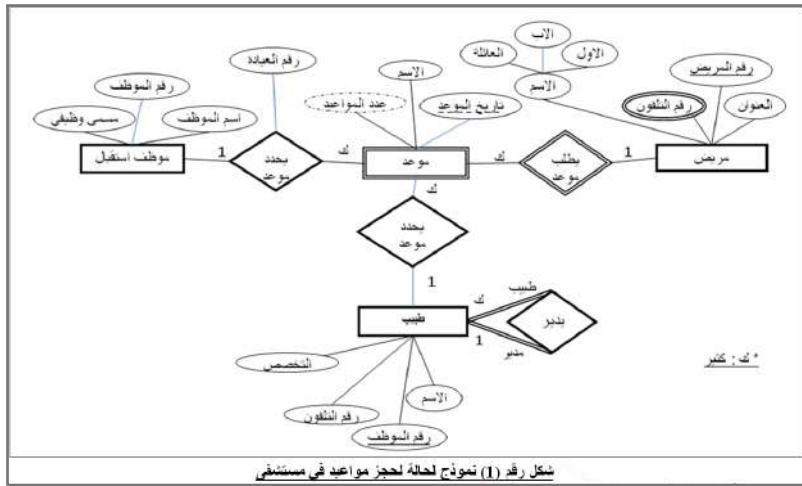 الاب
العائلة
الاول
رقم العيادة
الاسم
رقم المريض
رقم الموظف
الاسم
عدد المواعيد
تاريخ الموعد
رقم التلفون
العنوان
مسمى وظيفي
اسم الموظف
موظف استقبال
1
يحدد
موعد
ك
موعد
ك
يطلب
موعد
1
مريض
ك
يحدد
موعد
1
طبيب
ك
طبيب
يدير
1
مدير
التخصص
* ك : كثير
الاسم
رقم التلفون
رقم الموظف
شكل رقم (1) نموذج لحالة لحجز مواعيد في مستشفى